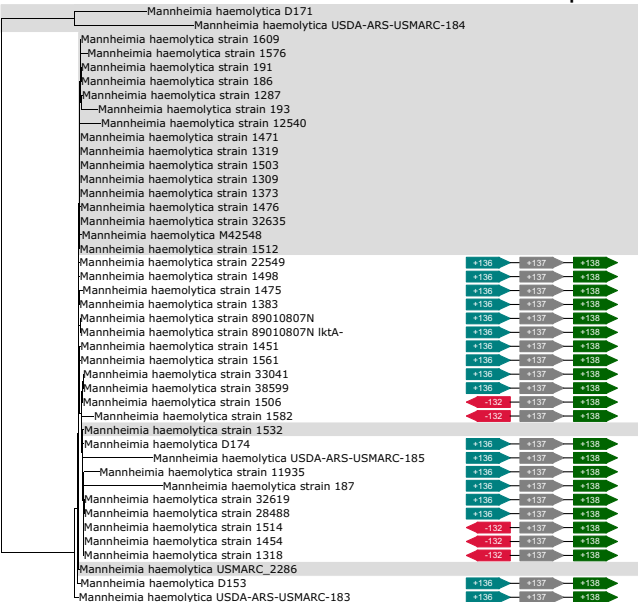 Mannheimia haemolytica D171
Mannheimia haemolytica USDA-ARS-USMARC-184
Mannheimia haemolytica strain 1609
Mannheimia haemolytica strain 1576
Mannheimia haemolytica strain 191
Mannheimia haemolytica strain 186
Mannheimia haemolytica strain 1287
Mannheimia haemolytica strain 193
Mannheimia haemolytica strain 12540
Mannheimia haemolytica strain 1471
Mannheimia haemolytica strain 1319
Mannheimia haemolytica strain 1503
Mannheimia haemolytica strain 1309
Mannheimia haemolytica strain 1373
Mannheimia haemolytica strain 1476
Mannheimia haemolytica strain 32635
Mannheimia haemolytica M42548
Mannheimia haemolytica strain 1512
Mannheimia haemolytica strain 22549 +136 +137 +138
Mannheimia haemolytica strain 1498 +136 +137 +138
Mannheimia haemolytica strain 1475 +136 +137 +138
Mannheimia haemolytica strain 1383 +136 +137 +138
Mannheimia haemolytica strain 89010807N +136 +137 +138
Mannheimia haemolytica strain 89010807N lktA- +136 +137 +138
Mannheimia haemolytica strain 1451 +136 +137 +138
Mannheimia haemolytica strain 1561 +136 +137 +138
Mannheimia haemolytica strain 33041 +136 +137 +138
Mannheimia haemolytica strain 38599 +136 +137 +138
Mannheimia haemolytica strain 1506 -132 +137 +138
Mannheimia haemolytica strain 1582 -132 +137 +138
Mannheimia haemolytica strain 1532
Mannheimia haemolytica D174 +136 +137 +138
Mannheimia haemolytica USDA-ARS-USMARC-185 +136 +137 +138
Mannheimia haemolytica strain 11935 +136 +137 +138
Mannheimia haemolytica strain 187 +136 +137 +138
Mannheimia haemolytica strain 32619 +136 +137 +138
Mannheimia haemolytica strain 28488 +136 +137 +138
Mannheimia haemolytica strain 1514 -132 +137 +138
Mannheimia haemolytica strain 1454 -132 +137 +138
Mannheimia haemolytica strain 1318 -132 +137 +138
Mannheimia haemolytica USMARC_2286
Mannheimia haemolytica D153 +136 +137 +138
Mannheimia haemolytica USDA-ARS-USMARC-183 +136 +137 +138